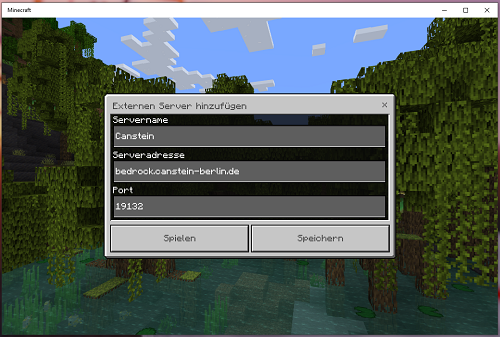 Minecraft
Externen Server hinzufügen
Servername
Canstein
Serveradresse
bedrock.canstein-berlin.de
Port
19132
Spielen
Speichern